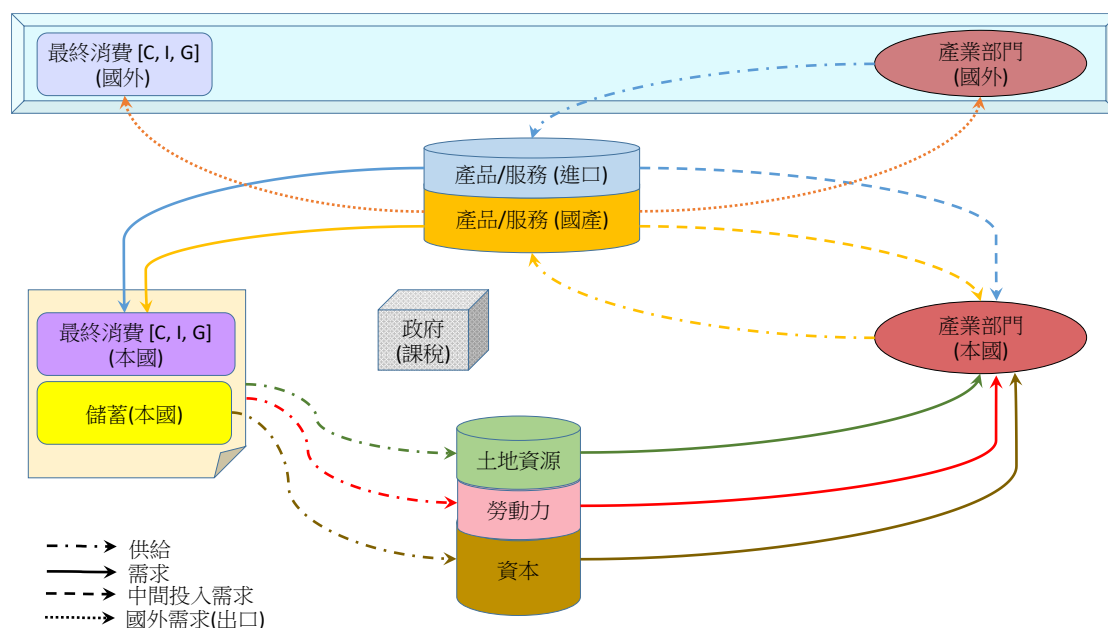 最終消費 [C, I, G]
(國外)
產業部門
(國外)
產品/服務 (進口)
產品/服務 (國產)
最終消費 [C, I, G]
(本國)
儲蓄(本國)
政府
(課稅)
產業部門
(本國)
土地資源
勞動力
資本
供給
需求
中間投入需求
國外需求(出口)